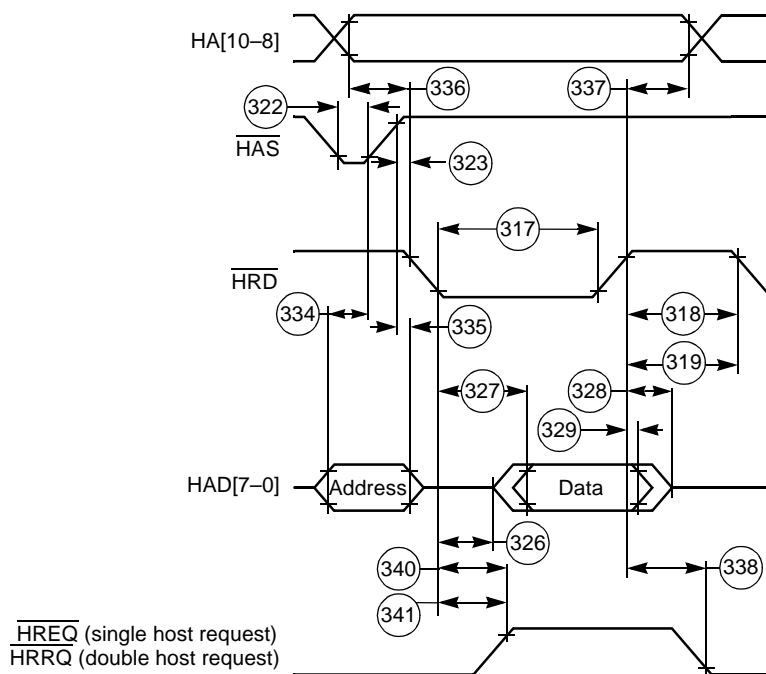 HA[10–8]
336
337
322
HAS
323
317
HRD
334
335
318
319
327
328
329
HAD[7–0]
Address
Data
326
340
338
341
HREQ (single host request)
HRRQ (double host request)